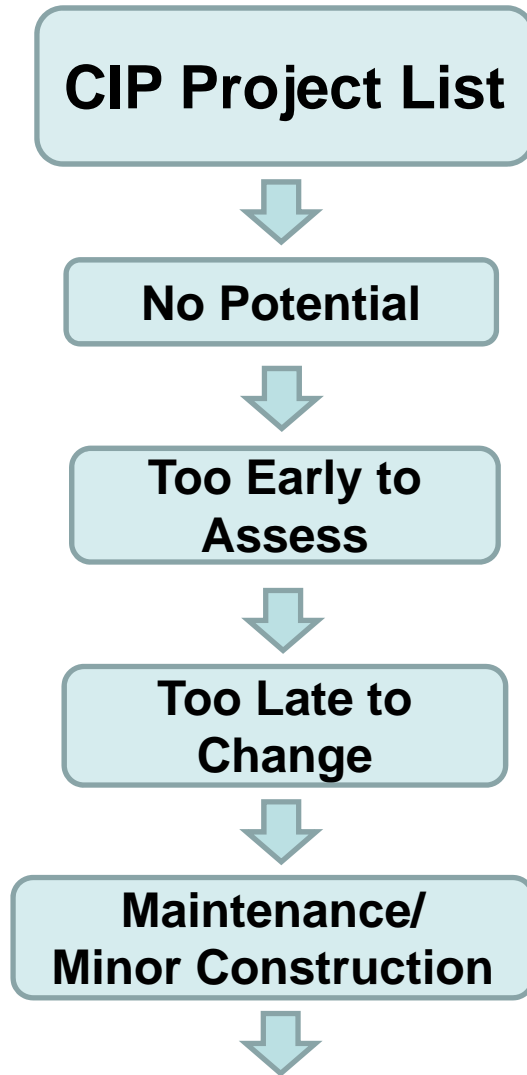 CIP Project List
No Potential
Too Early to
Assess
Too Late to
Change
Maintenance/
Minor Construction